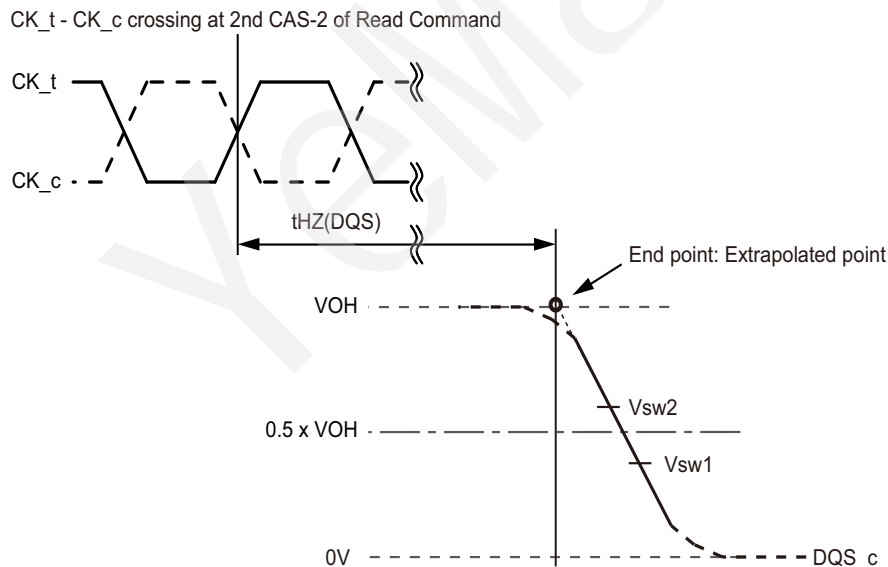 CK_t - CK_c crossing at 2nd CAS-2 of Read Command
CK_t
CK_c
tHZ(DQS)
End point: Extrapolated point
VOH
Vsw2
0.5 x VOH
Vsw1
0V
DQS c